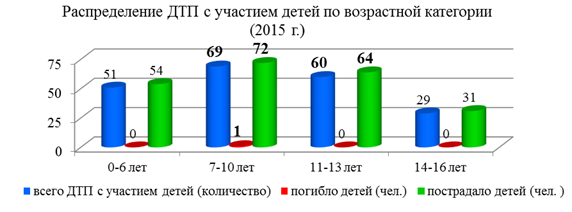 Распределение ДТП с участием детей по возрастной категории
(2015 г.)
75
50
25
0
51
0
54
69
1
72
60
0
64
29
0
31
0-6 лет
7-10 лет
11-13 лет
14-16 лет
всего ДТП с участием детей (количество)
погибло детей (чел.)
пострадало детей (чел. )